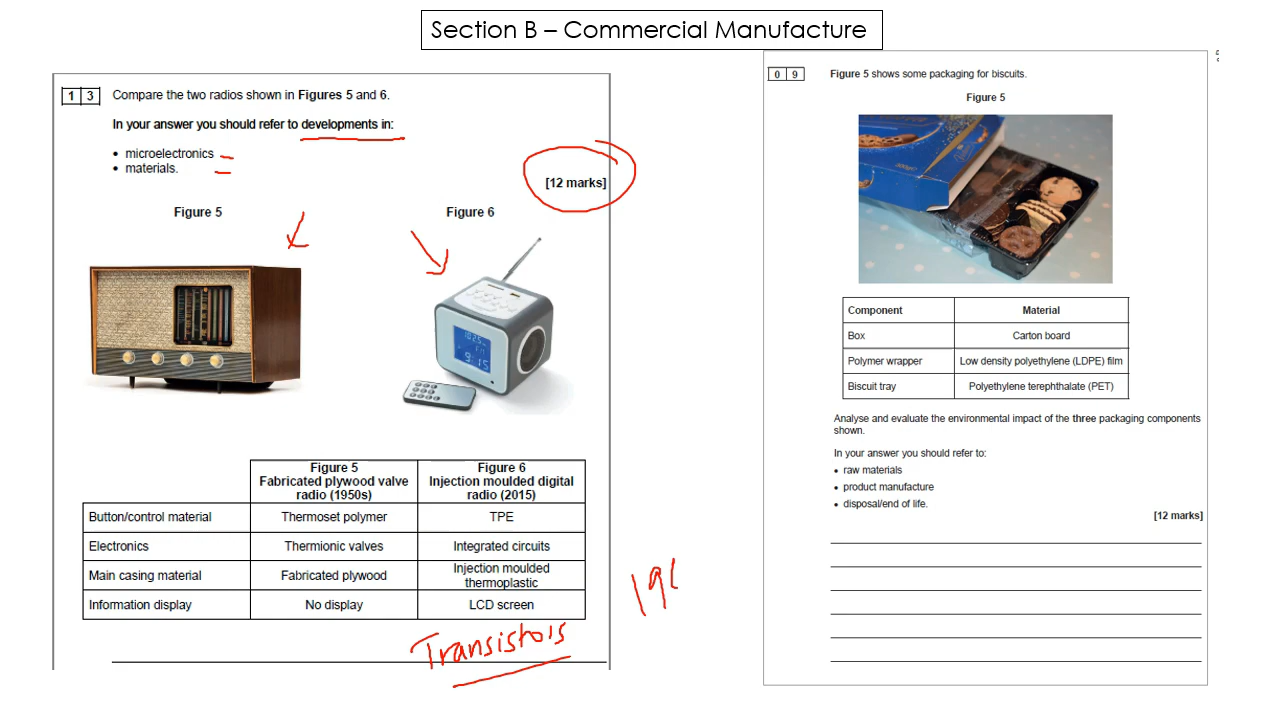 Section B – Commercial Manufacture
1 3
Compare the two radios shown in Figures 5 and 6.
In your answer you should refer to developments in:
• microelectronics
• materials.
[12 marks]
Figure 5
Figure 6
Figure 5 Fabricated plywood valve radio (1950s)
Figure 6 Injection moulded digital radio (2015)
Button/control material
Thermoset polymer
TPE
Electronics
Thermionic valves
Integrated circuits
Main casing material
Fabricated plywood
Injection moulded thermoplastic
Information display
No display
LCD screen
Transistors
0 9
Figure 5 shows some packaging for biscuits.
Figure 5
Component
Material
Box
Carton board
Polymer wrapper
Low density polyethylene (LDPE) film
Biscuit tray
Polyethylene terephthalate (PET)
Analyse and evaluate the environmental impact of the three packaging components
shown.
In your answer you should refer to:
• raw materials
• product manufacture
• disposal/end of life.
[12 marks]